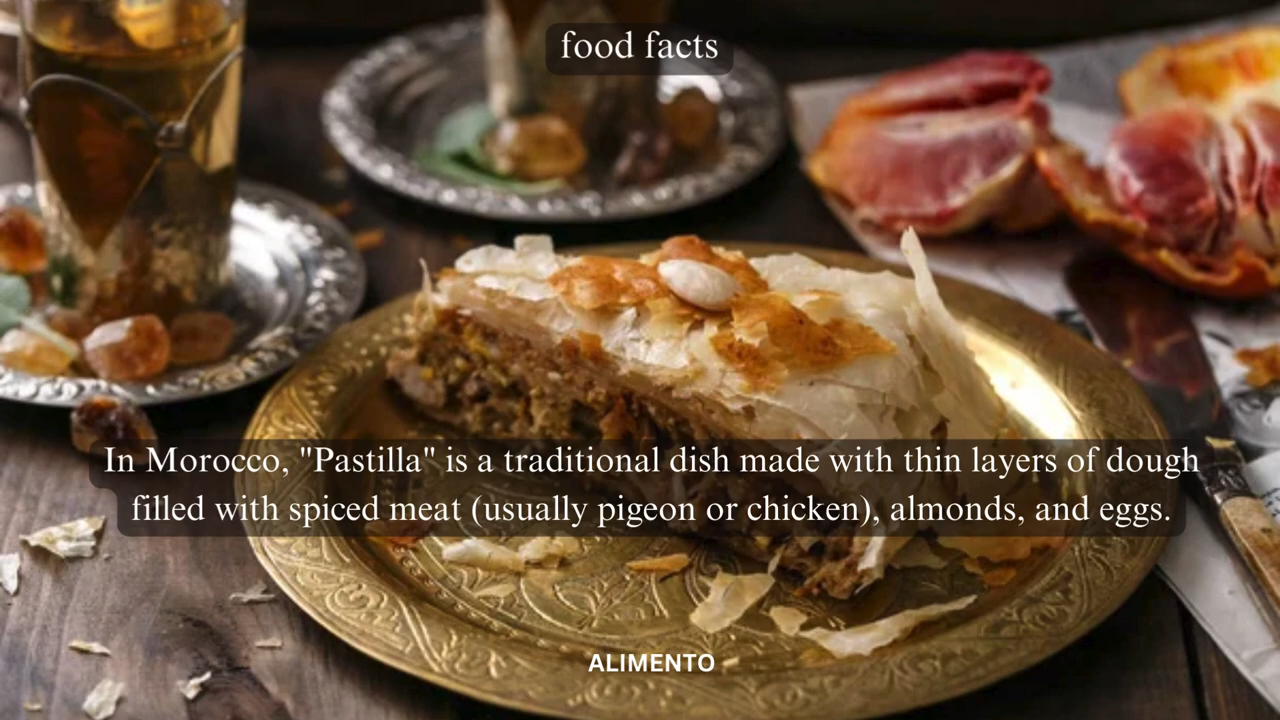 food facts
In Morocco, "Pastilla" is a traditional dish made with thin layers of dough
filled with spiced meat (usually pigeon or chicken), almonds, and eggs.
ALIMENTO